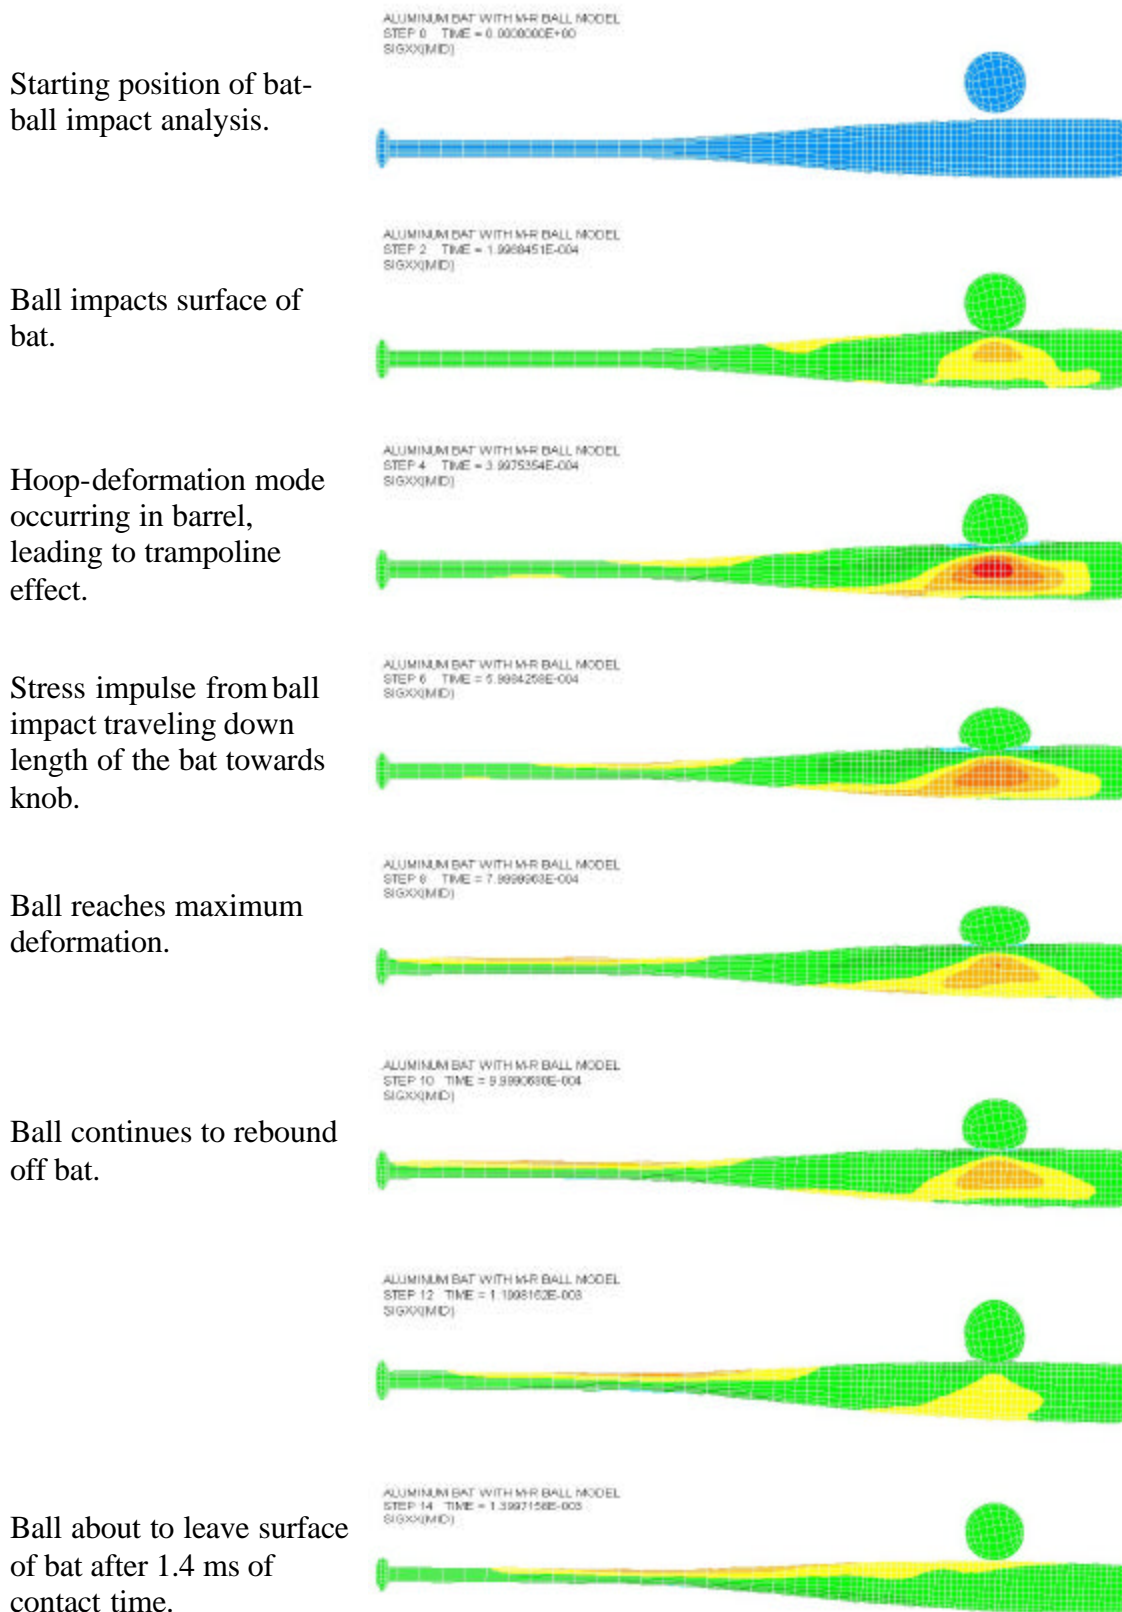 ALUMINUM BAT WITH M-R BALL MODEL
STEP 0 TIME = 0.0000000E+00
SIGXX(MID)
Starting position of bat-
ball impact analysis.
ALUMINUM BAT WITH M-R BALL MODEL
STEP 2 TIME = 1.9968451E-004
SIGXX(MID)
Ball impacts surface of
bat.
ALUMINUM BAT WITH M-R BALL MODEL
STEP 4 TIME = 3.9975354E-004
SIGXX(MID)
Hoop-deformation mode
occurring in barrel,
leading to trampoline
effect.
ALUMINUM BAT WITH M-R BALL MODEL
STEP 6 TIME =
SIGXX(MID)
Stress impulse from ball
impact traveling down
length of the bat towards
knob.
ALUMINUM BAT WITH M-R BALL MODEL
STEP 8 TIME =
SIGXX(MID)
Ball reaches maximum
deformation.
ALUMINUM BAT WITH M-R BALL MODEL
STEP 10 TIME =
SIGXX(MID)
Ball continues to rebound
off bat.
ALUMINUM BAT WITH M-R BALL MODEL
STEP 12 TIME =
SIGXX(MID)
ALUMINUM BAT WITH M-R BALL MODEL
STEP 14 TIME =
SIGXX(MID)
Ball about to leave surface
of bat after 1.4 ms of
contact time.